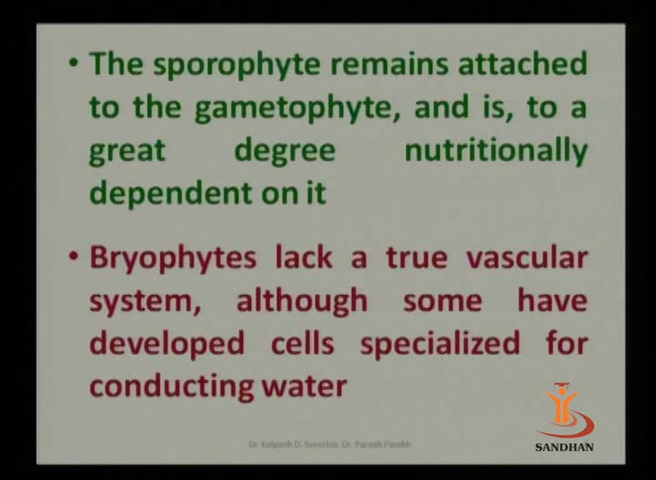 • The sporophyte remains attached
to the gametophyte, and is, to a
great degree nutritionally
dependent on it
• Bryophytes lack a true vascular
system, although some have
developed cells specialized for
conducting water
SANDHAN